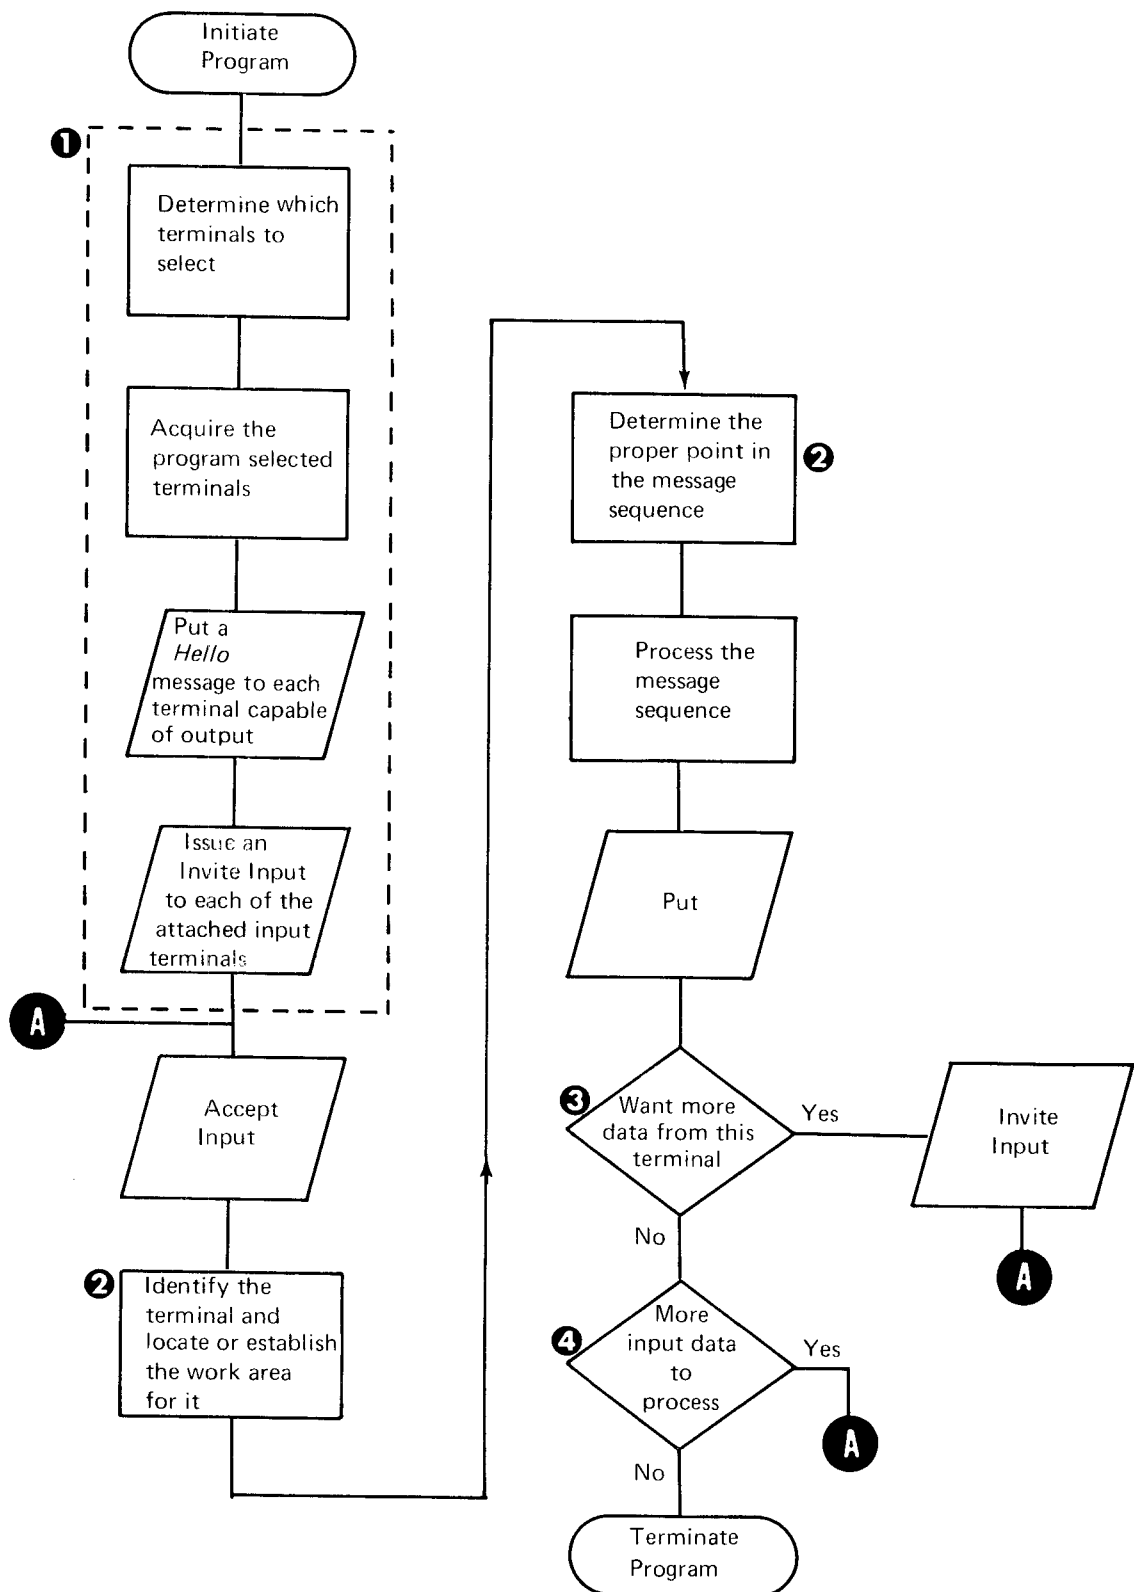 Initiate
Program
1
Determine which
terminals to
select
Acquire the
program selected
terminals
Put a
Hello
message to each
terminal capable
of output
Issue an
Invite Input
to each of the
attached input
terminals
A
Accept
Input
2
Identify the
terminal and
locate or establish
the work area
for it
Determine the
proper point in
the message
sequence
2
Process the
message
sequence
Put
3
Want more
data from this
terminal
Yes
Invite
Input
A
No
4
More
input data
to
process
Yes
A
No
Terminate
Program